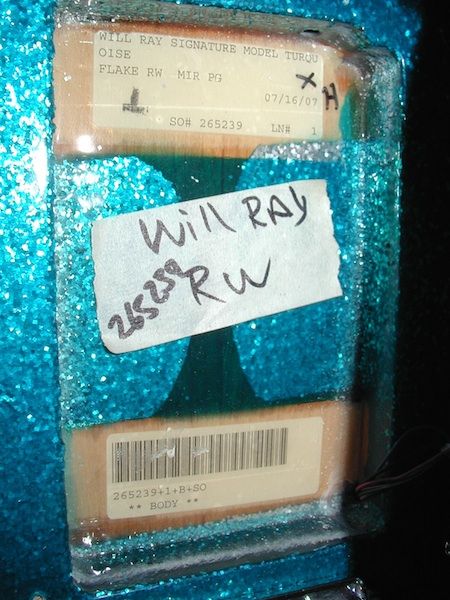 WILL RAY SIGNATURE MODEL TURQU
OISE
FLAKE RW MIR PG
X
07/16/07
H
SO# 265239 LN# 1
Will RAY
265239 RW
265239+1+B+SO
** BODY **